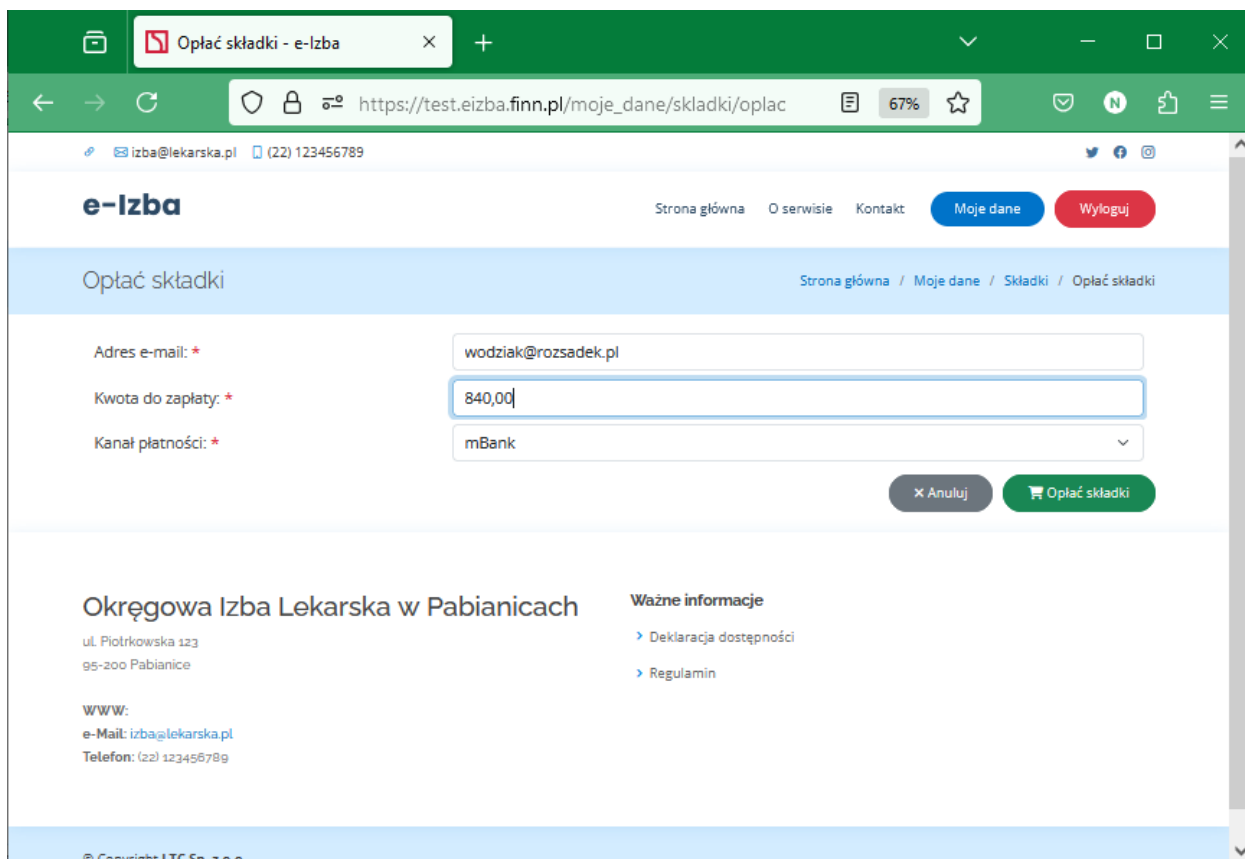 Opłać składki - e-Izba
https://test.eizba.finn.pl/moje_dane/skladki/oplac 67% N
izba@lekarska.pl (22) 123456789
e-Izba Strona główna O serwisie Kontakt Moje dane Wyloguj
Opłać składki Strona główna / Moje dane / Składki / Opłać składki
Adres e-mail: * wodziak@rozsadek.pl
Kwota do zapłaty: * 840,00
Kanał płatności: * mBank
Anuluj Opłać składki
Okręgowa Izba Lekarska w Pabianicach
ul. Piotrkowska 123
95-200 Pabianice
WWW:
e-Mail: izba@lekarska.pl
Telefon: (22) 123456789
Ważne informacje
Deklaracja dostępności
Regulamin
© Copyright LTC Sp. z o.o.